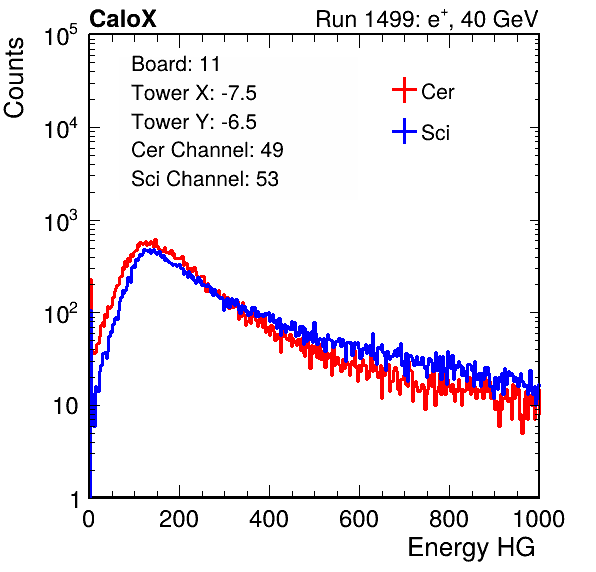 CaloX Run 1499: e⁺, 40 GeV
Counts
10⁵
10⁴
10³
10²
10
1
Board: 11
Tower X: -7.5
Tower Y: -6.5
Cer Channel: 49
Sci Channel: 53
Cer
Sci
0 200 400 600 800 1000
Energy HG